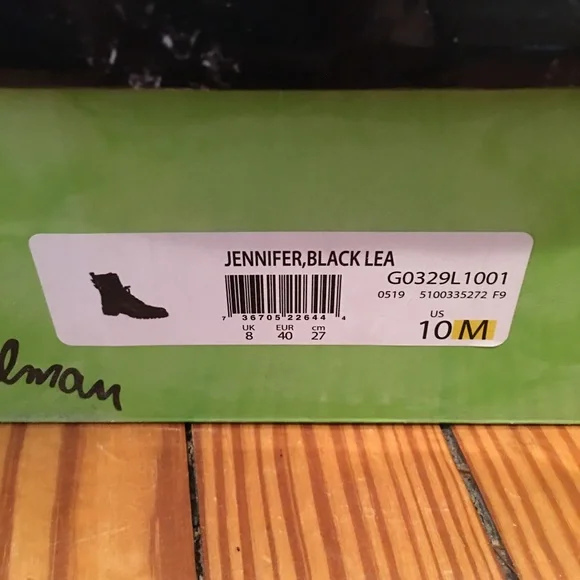 JENNIFER,BLACK LEA
G0329L1001
7 36705 22644 4
0519 5100335272 F9
UK EUR cm
8 40 27
US
10 M
lman